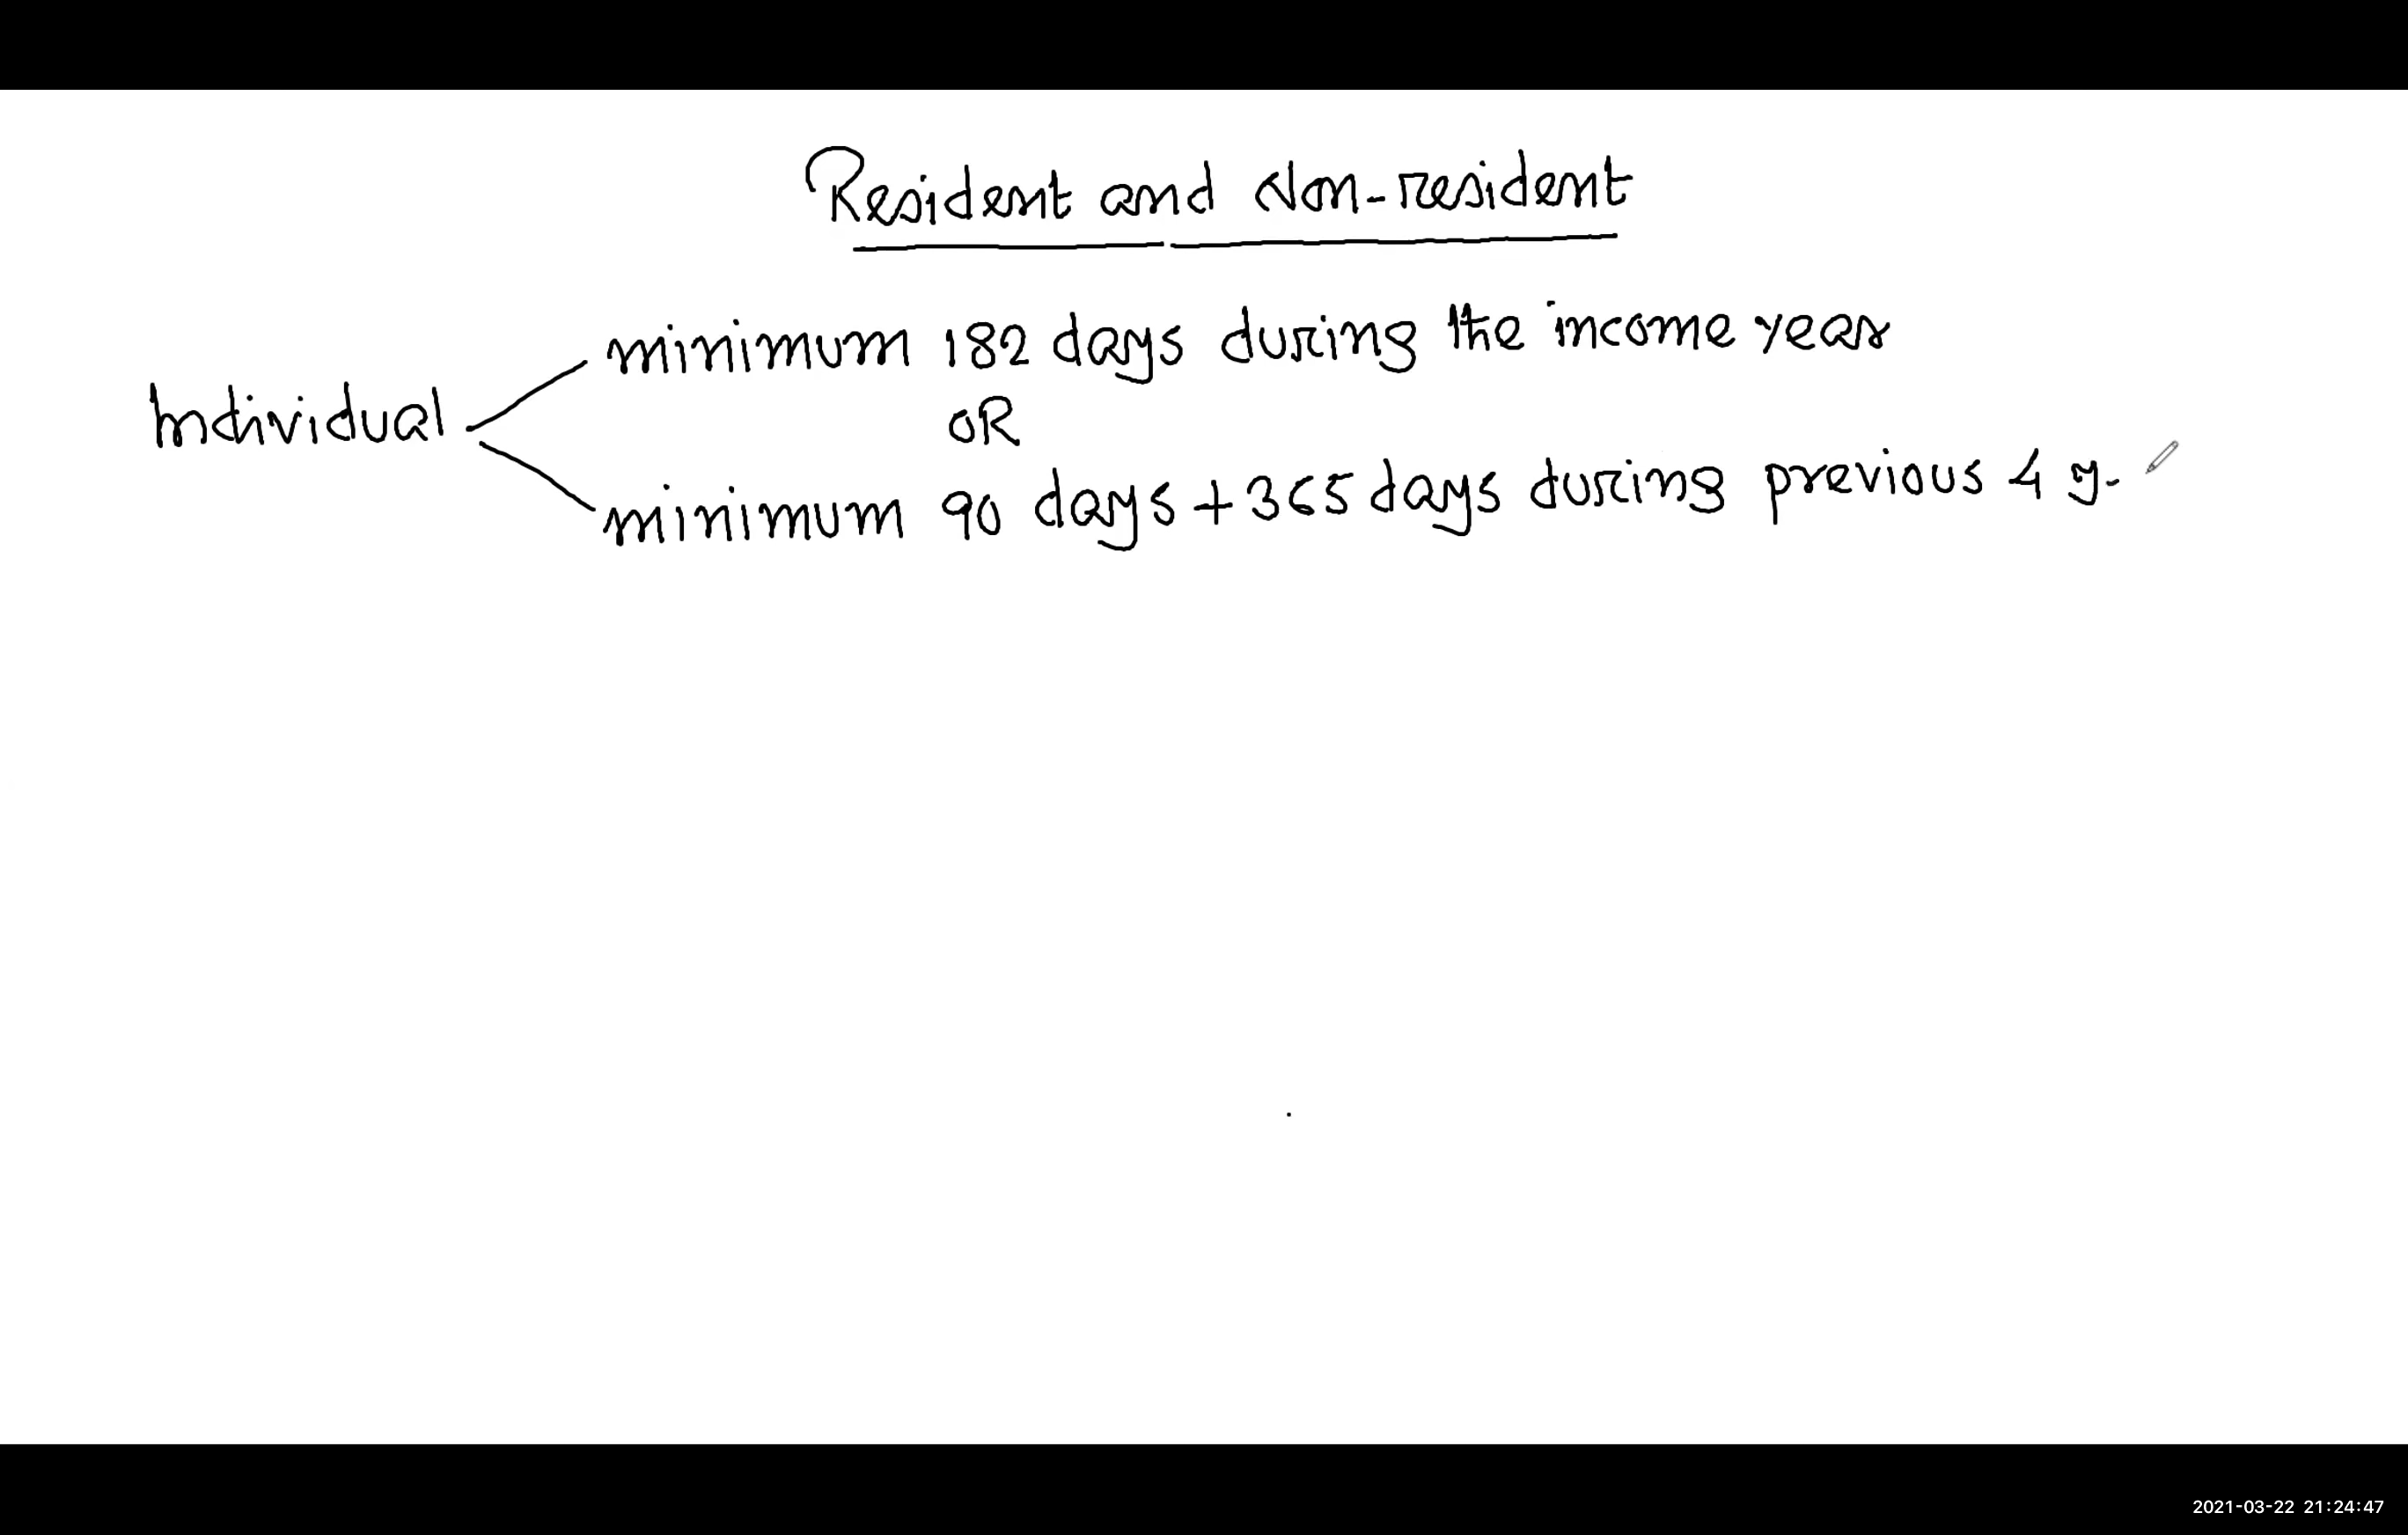 Resident and Non-resident
minimum 182 days during the income year
Individual
OR
minimum 90 days + 365 days during previous 4 y.
2021-03-22 21:24:47